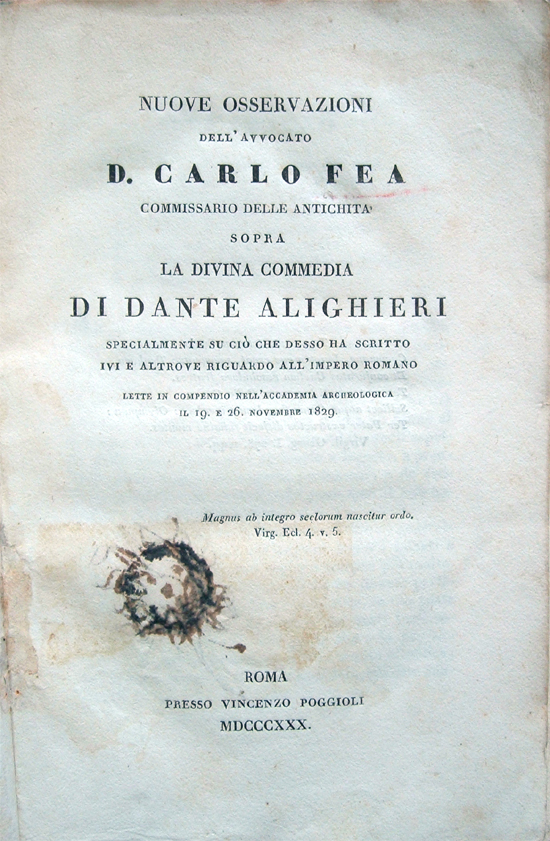 NUOVE OSSERVAZIONI
DELL'AVVOCATO
D. CARLO FEA
COMMISSARIO DELLE ANTICHITA'
SOPRA
LA DIVINA COMMEDIA
DI DANTE ALIGHIERI
SPECIALMENTE SU CIÒ CHE DESSO HA SCRITTO
IVI E ALTROVE RIGUARDO ALL'IMPERO ROMANO
LETTE IN COMPENDIO NELL'ACCADEMIA ARCHEOLOGICA
IL 19. E 26. NOVEMBRE 1829.
Magnus ab integro seclorum nascitur ordo.
Virg. Ecl. 4. v. 5.
ROMA
PRESSO VINCENZO POGGIOLI
MDCCCXXX.